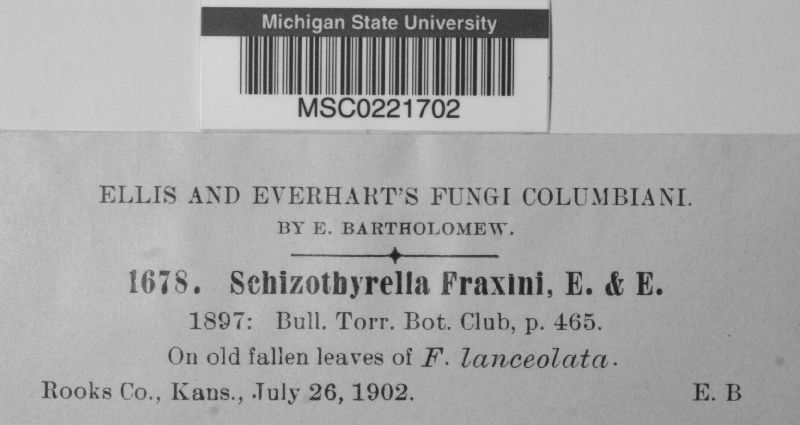 Michigan State University
MSC0221702
ELLIS AND EVERHART'S FUNGI COLUMBIANI.
BY E. BARTHOLOMEW.
1678. Schizothyrella Fraxini, E. & E.
1897: Bull. Torr. Bot. Club, p. 465.
On old fallen leaves of F. lanceolata.
Rooks Co., Kans., July 26, 1902. E. B